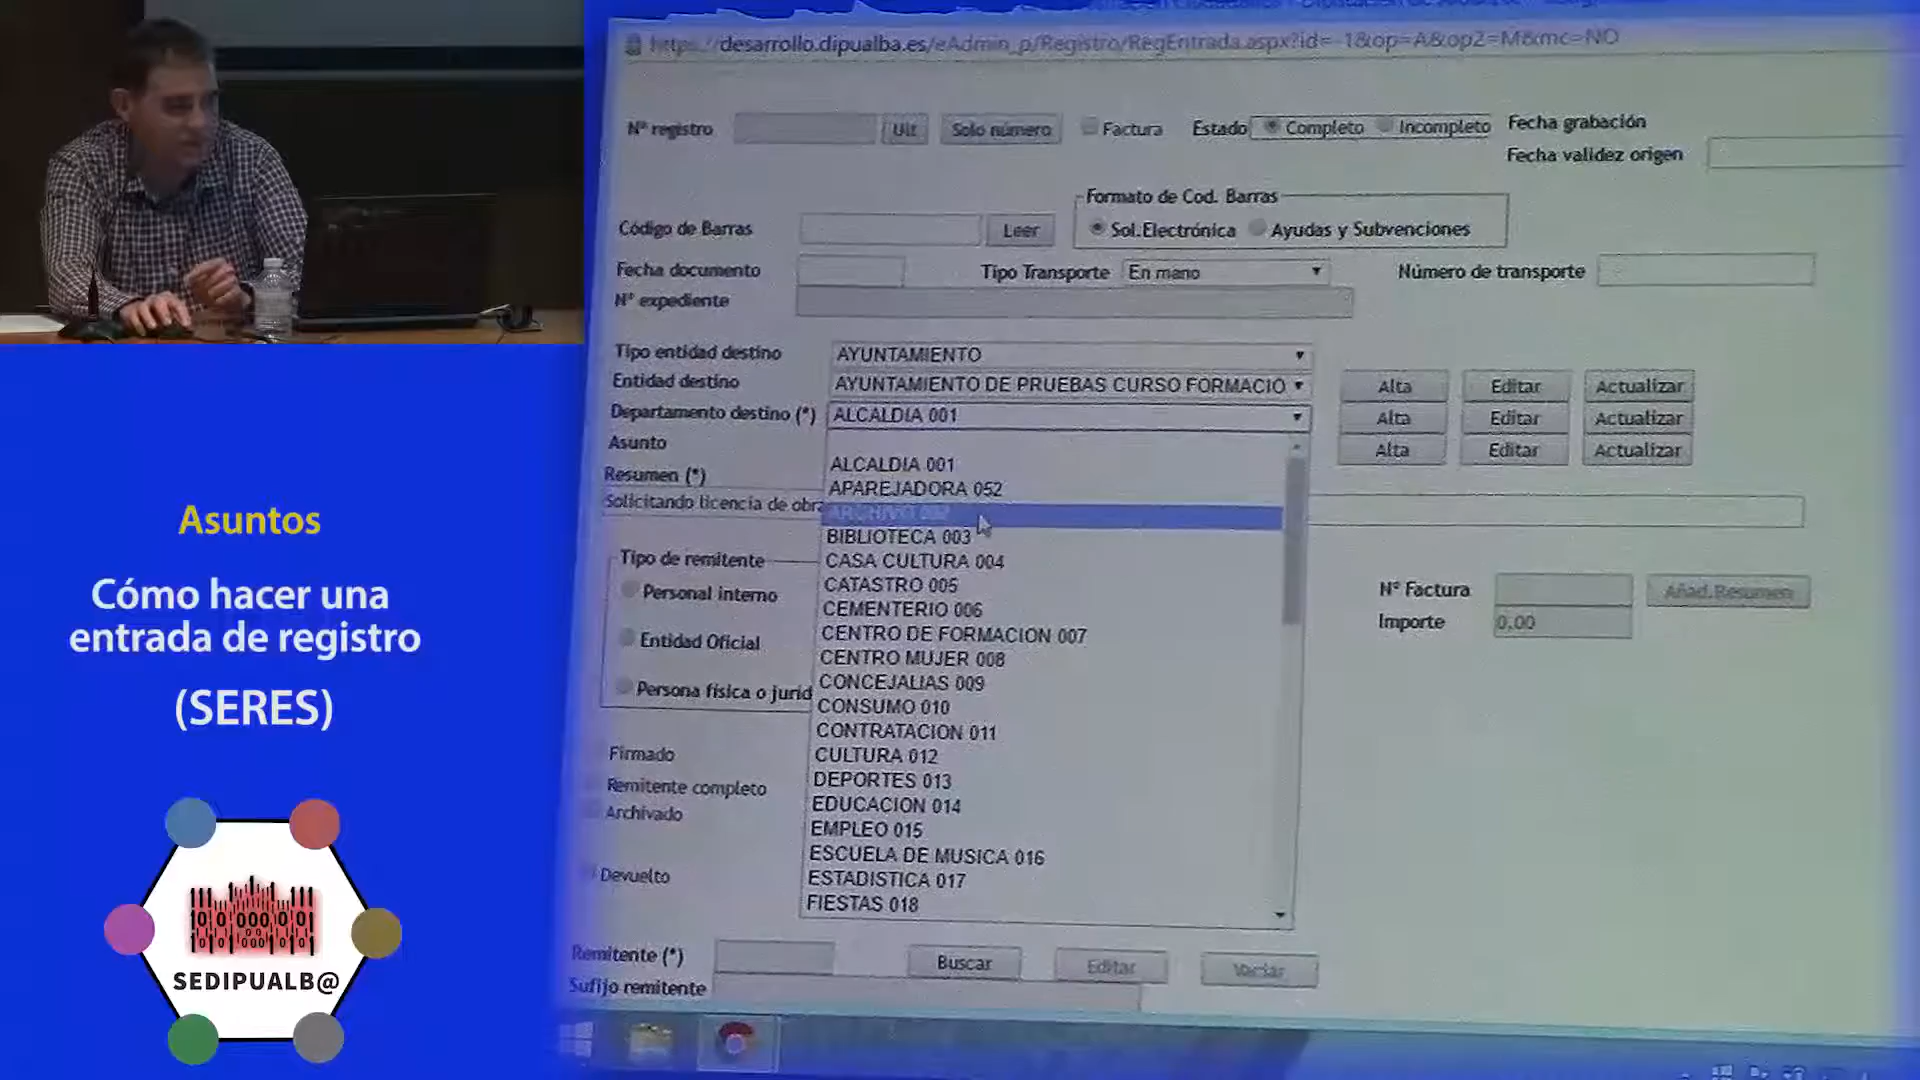 https://desarrollo.dipualba.es/eAdmin_p/Registro/RegEntrada.aspx?id=-1&op=A&op2=M&mc=NO
Nº registro Ult Solo número Factura Estado Completo Incompleto Fecha grabación
Fecha validez origen
Formato de Cod. Barras
Código de Barras Leer Sol.Electrónica Ayudas y Subvenciones
Fecha documento Tipo Transporte En mano Número de transporte
Nº expediente
Tipo entidad destino AYUNTAMIENTO
Entidad destino AYUNTAMIENTO DE PRUEBAS CURSO FORMACIO Alta Editar Actualizar
Departamento destino (*) ALCALDIA 001 Alta Editar Actualizar
Asunto Alta Editar Actualizar
ALCALDIA 001
Resumen (*)
APAREJADORA 052
Solicitando licencia de obra
ARCHIVO 002
BIBLIOTECA 003
CASA CULTURA 004
CATASTRO 005
CEMENTERIO 006
CENTRO DE FORMACION 007
CENTRO MUJER 008
CONCEJALIAS 009
CONSUMO 010
CONTRATACION 011
CULTURA 012
DEPORTES 013
EDUCACION 014
EMPLEO 015
ESCUELA DE MUSICA 016
ESTADISTICA 017
FIESTAS 018
Tipo de remitente
Personal interno
Entidad Oficial
Persona física o juríd
Nº Factura Añad.Resumen
Importe 0,00
Firmado
Remitente completo
Archivado
Devuelto
Remitente (*) Buscar Editar Vaciar
Sufijo remitente
Asuntos
Cómo hacer una
entrada de registro
(SERES)
SEDIPUALB@